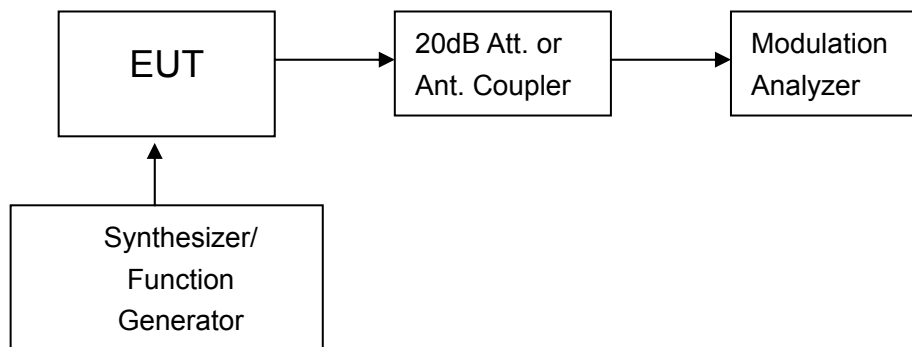 EUT
20dB Att. or
Ant. Coupler
Modulation
Analyzer
Synthesizer/
Function
Generator